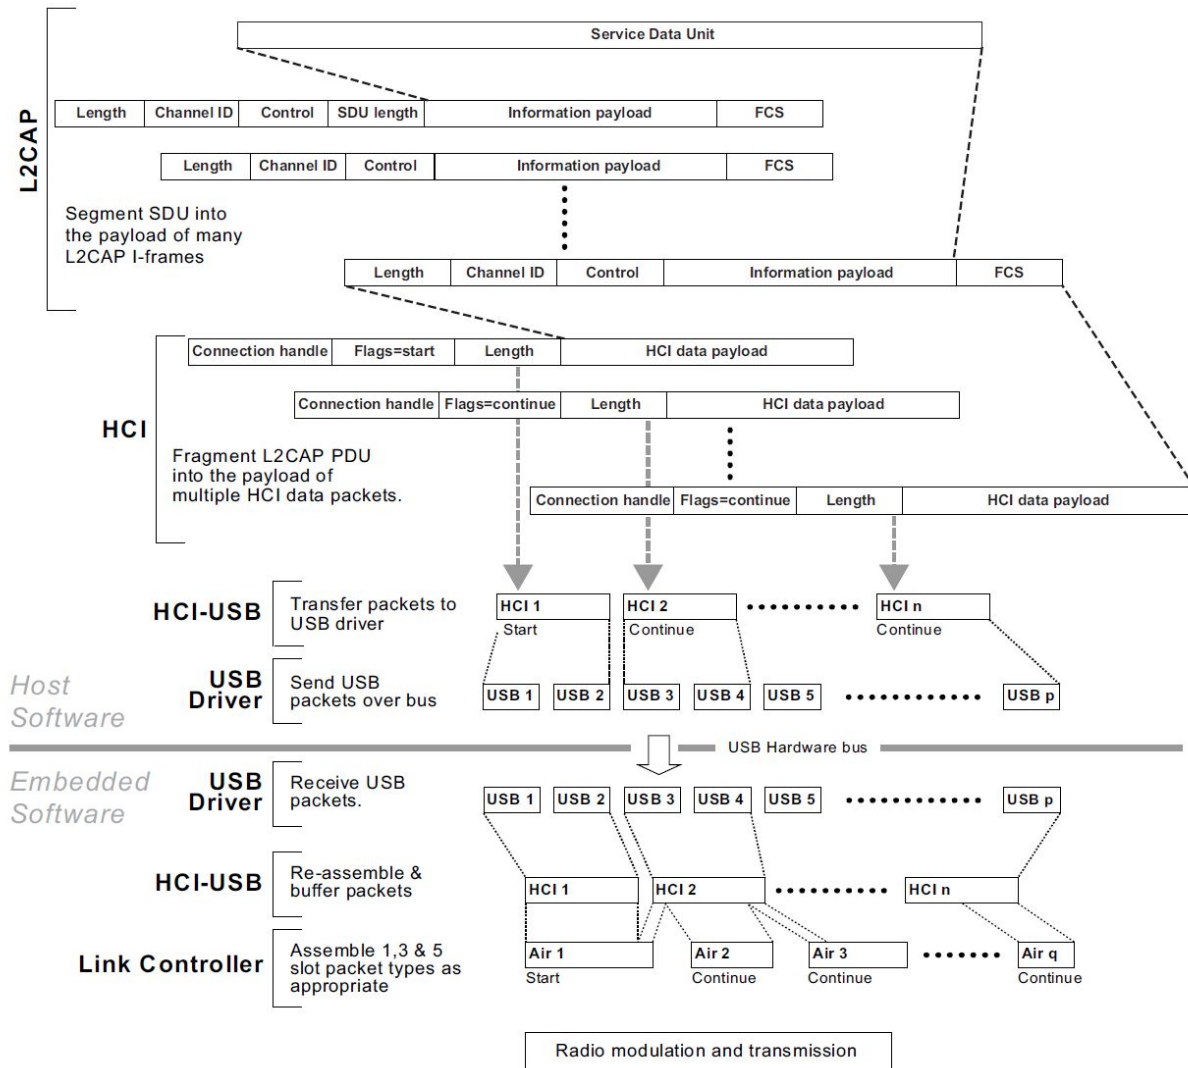 Service Data Unit
L2CAP
Length Channel ID Control SDU length Information payload FCS
Length Channel ID Control Information payload FCS
Segment SDU into
the payload of many
L2CAP I-frames
Length Channel ID Control Information payload FCS
HCI
Connection handle Flags=start Length HCI data payload
Connection handle Flags=continue Length HCI data payload
Fragment L2CAP PDU
into the payload of
multiple HCI data packets.
Connection handle Flags=continue Length HCI data payload
HCI-USB
Transfer packets to
USB driver
HCI 1 HCI 2 HCI n
Start Continue Continue
Host
Software
USB
Driver
Send USB
packets over bus
USB 1 USB 2 USB 3 USB 4 USB 5 USB p
USB Hardware bus
Embedded
Software
USB
Driver
Receive USB
packets.
USB 1 USB 2 USB 3 USB 4 USB 5 USB p
HCI-USB
Re-assemble &
buffer packets
HCI 1 HCI 2 HCI n
Link Controller
Assemble 1,3 & 5
slot packet types as
appropriate
Air 1 Air 2 Air 3 Air q
Start Continue Continue Continue
Radio modulation and transmission